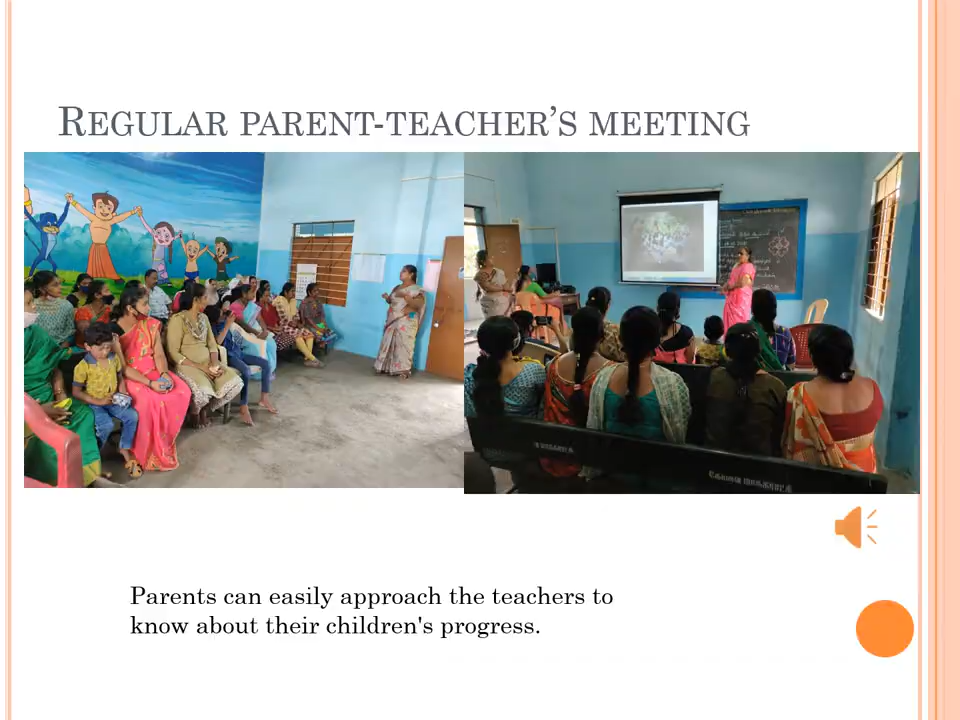 REGULAR PARENT-TEACHER’S MEETING
Parents can easily approach the teachers to
know about their children's progress.